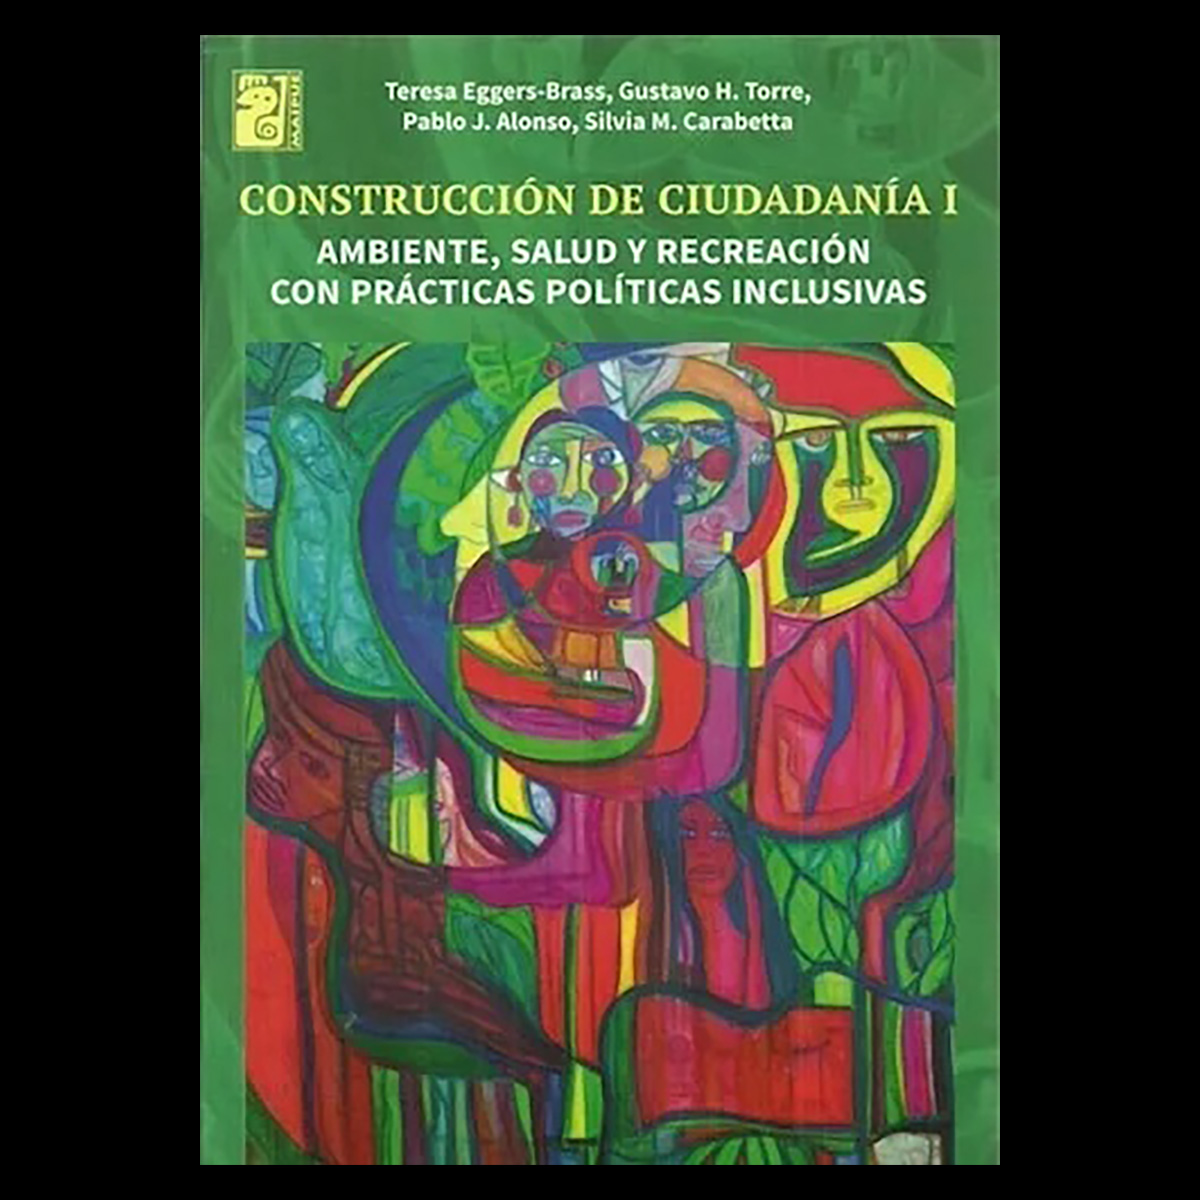 MAIPUE
Teresa Eggers-Brass, Gustavo H. Torre,
Pablo J. Alonso, Silvia M. Carabetta
CONSTRUCCIÓN DE CIUDADANÍA I
AMBIENTE, SALUD Y RECREACIÓN
CON PRÁCTICAS POLÍTICAS INCLUSIVAS